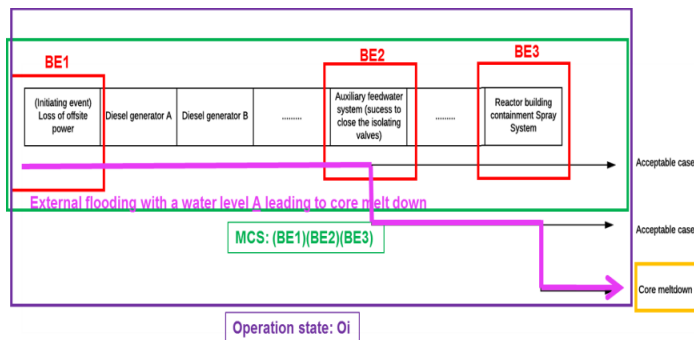 BE1
BE2
BE3
(Initiating event)
Loss of offsite
power
Diesel generator A
Diesel generator B
.........
Auxiliary feedwater
system (sucess to
close the isolating
valves)
.........
Reactor building
containment Spray
System
Acceptable case
External flooding with a water level A leading to core melt down
MCS: (BE1)(BE2)(BE3)
Acceptable case
Core meltdown
Operation state: Oi